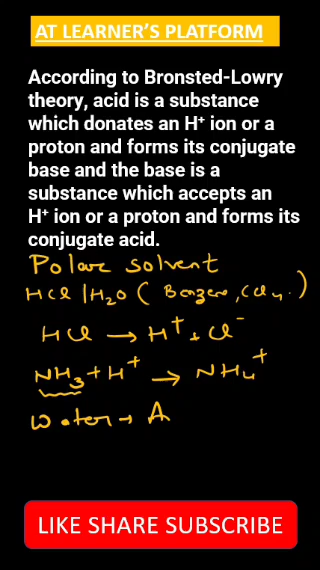 AT LEARNER'S PLATFORM
According to Bronsted-Lowry
theory, acid is a substance
which donates an H⁺ ion or a
proton and forms its conjugate
base and the base is a
substance which accepts an
H⁺ ion or a proton and forms its
conjugate acid.
Polar solvent
HCl / H₂O ( Benzene, CCl₄. )
HCl → H⁺ + Cl⁻
NH₃ + H⁺ → NH₄⁺
Water → A
LIKE SHARE SUBSCRIBE